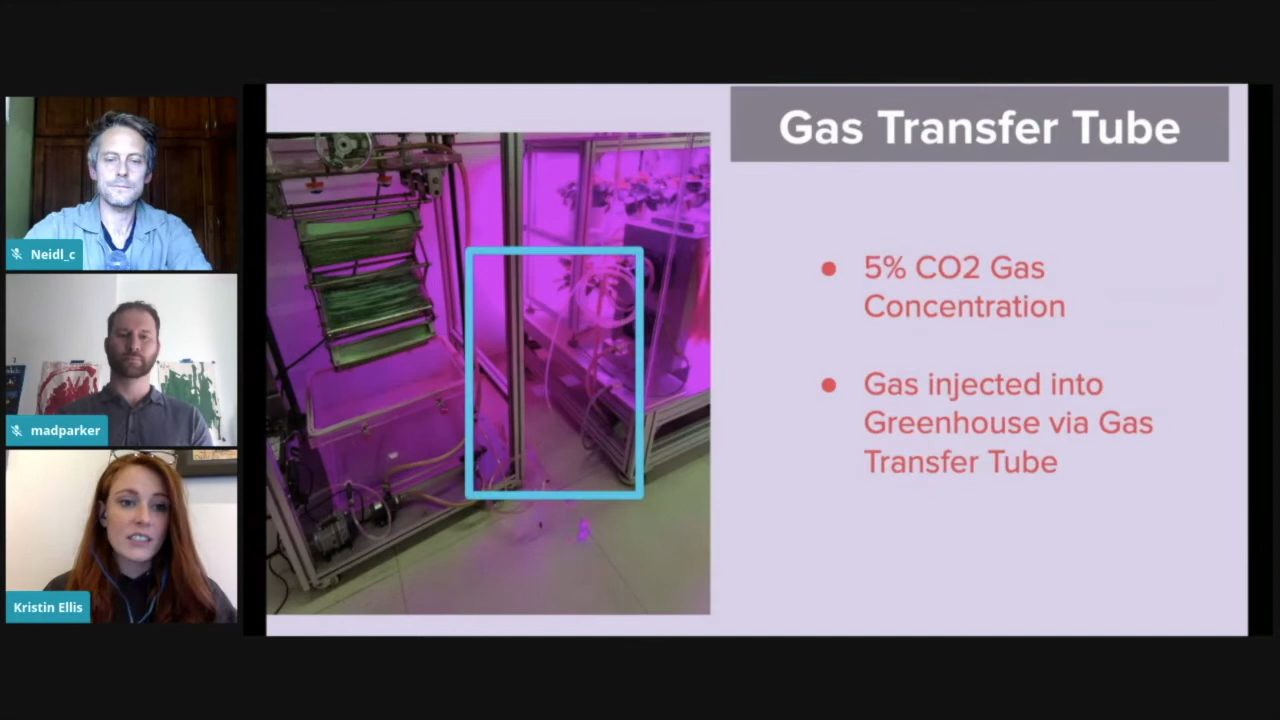 Gas Transfer Tube
Neidl_c
5% CO2 Gas
Concentration
Gas injected into
Greenhouse via Gas
Transfer Tube
madparker
Kristin Ellis